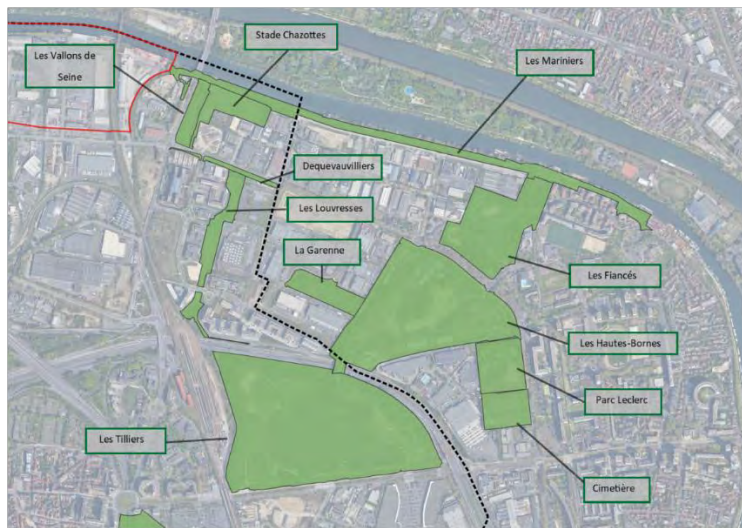 Stade Chazottes
Les Vallons de
Seine
Les Mariniers
Dequevauvilliers
Les Louvresses
La Garenne
Les Fiancés
Les Hautes-Bornes
Parc Leclerc
Les Tilliers
Cimetière